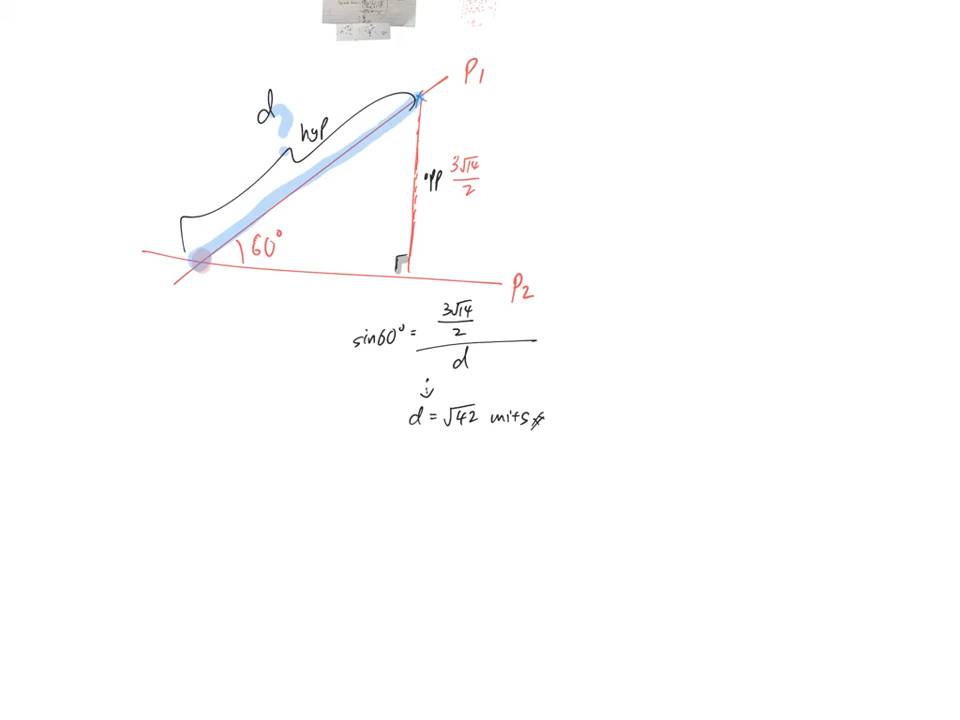 P1
d
hyp
opp 3√14/2
60°
P2
sin60° = (3√14/2)/d
d = √42 units